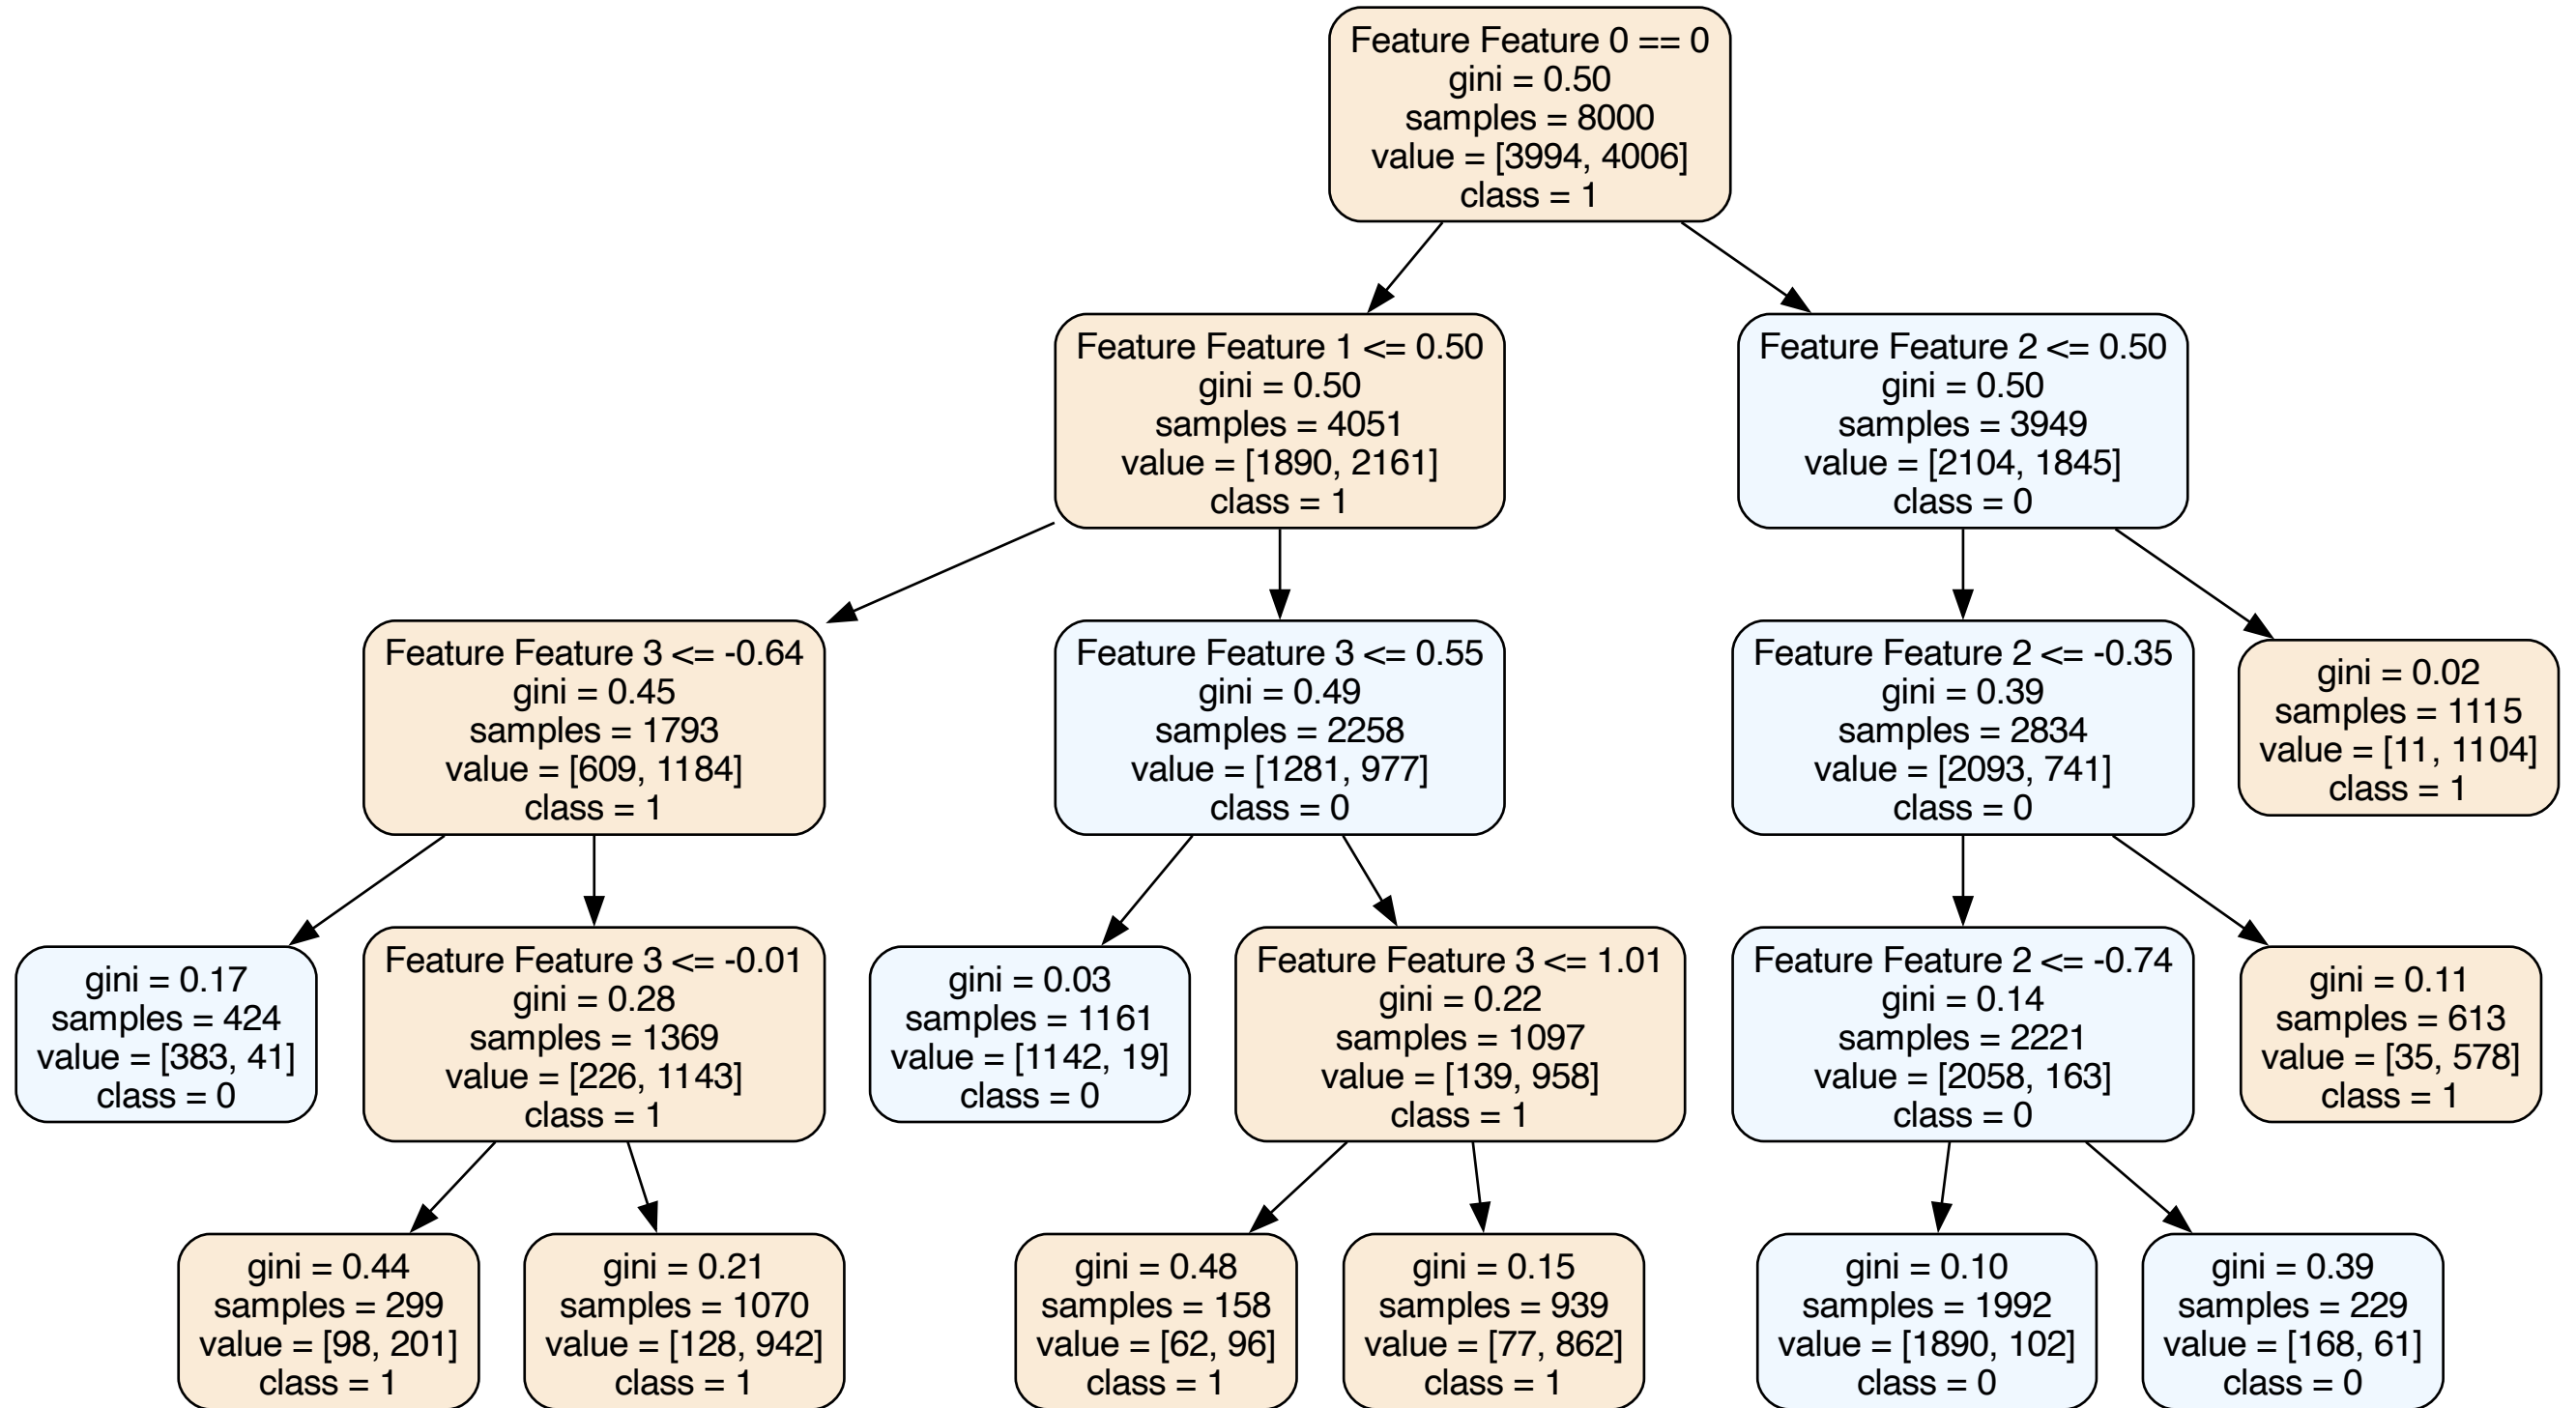 Feature Feature 0 == 0
gini = 0.50
samples = 8000
value = [3994, 4006]
class = 1
Feature Feature 1 <= 0.50
gini = 0.50
samples = 4051
value = [1890, 2161]
class = 1
Feature Feature 2 <= 0.50
gini = 0.50
samples = 3949
value = [2104, 1845]
class = 0
Feature Feature 3 <= -0.64
gini = 0.45
samples = 1793
value = [609, 1184]
class = 1
Feature Feature 3 <= 0.55
gini = 0.49
samples = 2258
value = [1281, 977]
class = 0
Feature Feature 2 <= -0.35
gini = 0.39
samples = 2834
value = [2093, 741]
class = 0
gini = 0.02
samples = 1115
value = [11, 1104]
class = 1
gini = 0.17
samples = 424
value = [383, 41]
class = 0
Feature Feature 3 <= -0.01
gini = 0.28
samples = 1369
value = [226, 1143]
class = 1
gini = 0.03
samples = 1161
value = [1142, 19]
class = 0
Feature Feature 3 <= 1.01
gini = 0.22
samples = 1097
value = [139, 958]
class = 1
Feature Feature 2 <= -0.74
gini = 0.14
samples = 2221
value = [2058, 163]
class = 0
gini = 0.11
samples = 613
value = [35, 578]
class = 1
gini = 0.44
samples = 299
value = [98, 201]
class = 1
gini = 0.21
samples = 1070
value = [128, 942]
class = 1
gini = 0.48
samples = 158
value = [62, 96]
class = 1
gini = 0.15
samples = 939
value = [77, 862]
class = 1
gini = 0.10
samples = 1992
value = [1890, 102]
class = 0
gini = 0.39
samples = 229
value = [168, 61]
class = 0